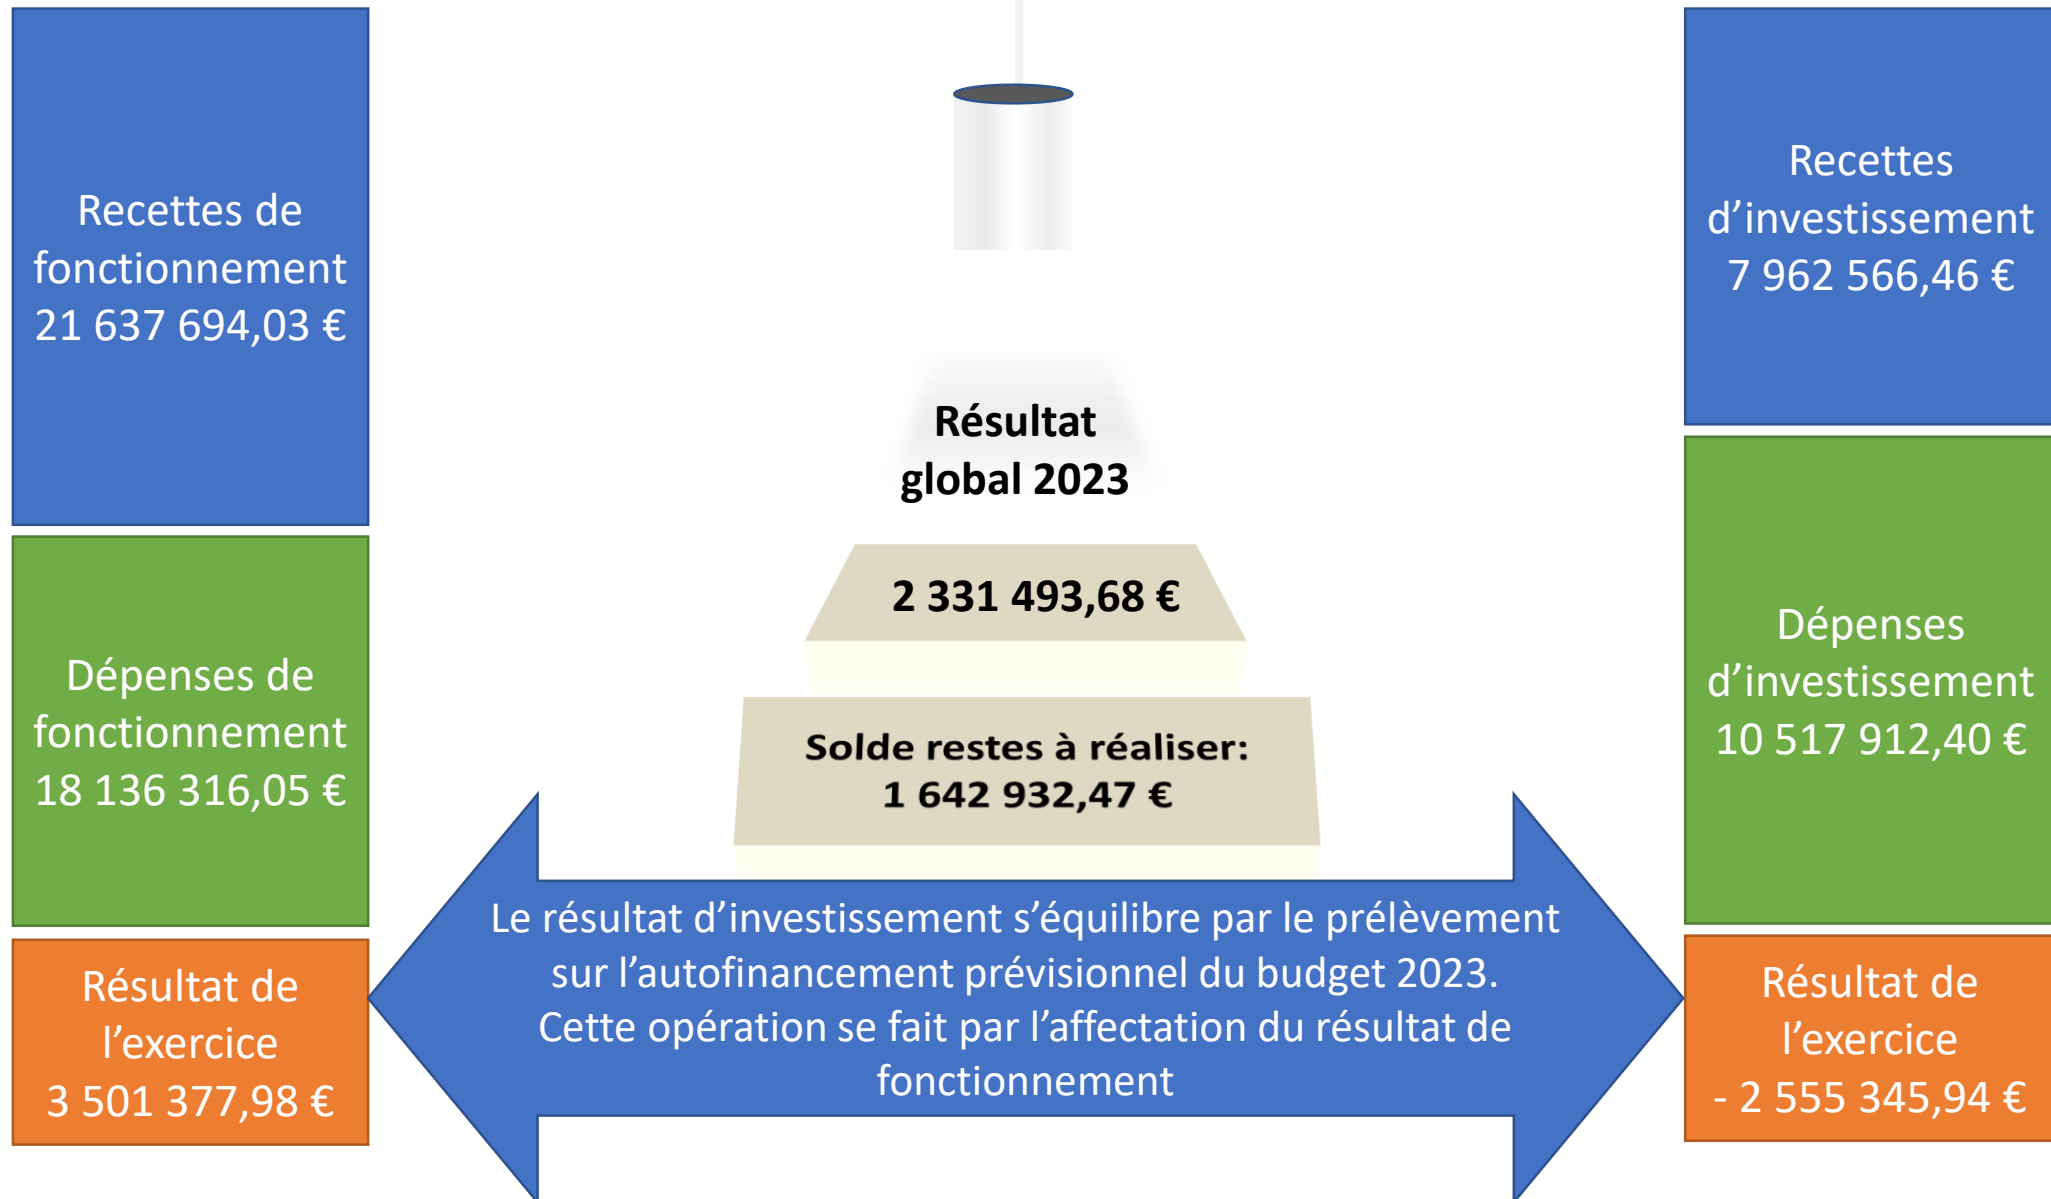 Recettes de
fonctionnement
21 637 694,03 €
Dépenses de
fonctionnement
18 136 316,05 €
Résultat de
l’exercice
3 501 377,98 €
Résultat
global 2023
2 331 493,68 €
Solde restes à réaliser:
1 642 932,47 €
Le résultat d’investissement s’équilibre par le prélèvement
sur l’autofinancement prévisionnel du budget 2023.
Cette opération se fait par l’affectation du résultat de
fonctionnement
Recettes
d’investissement
7 962 566,46 €
Dépenses
d’investissement
10 517 912,40 €
Résultat de
l’exercice
- 2 555 345,94 €